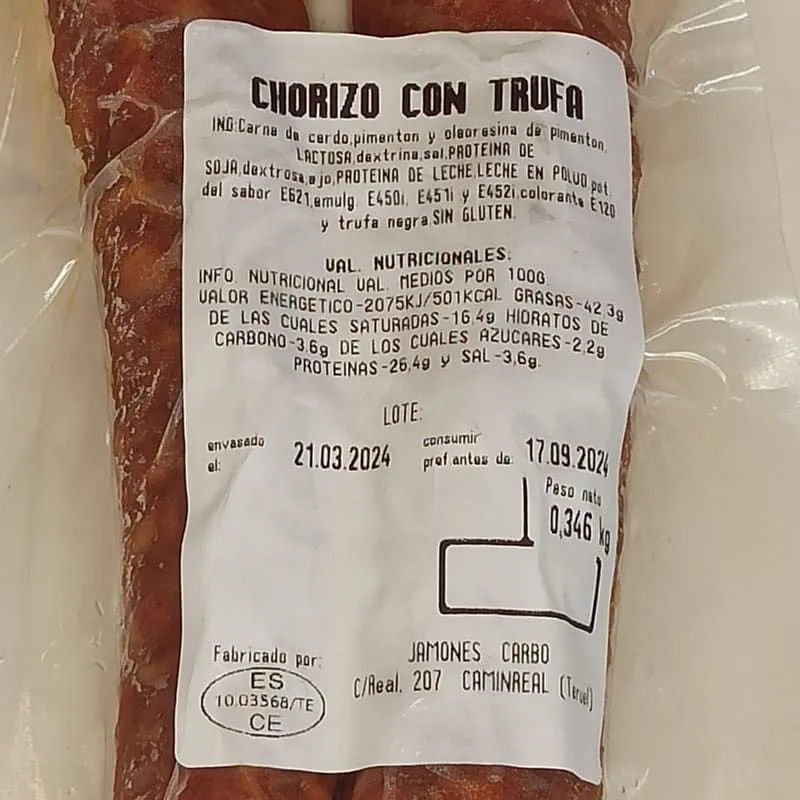 CHORIZO CON TRUFA
ING:Carne de cerdo,pimenton y oleoresina de pimenton,
LACTOSA,dextrina,sal,PROTEINA DE
SOJA,dextrosa,ajo,PROTEINA DE LECHE,LECHE EN POLVO,pot.
del sabor E621,emulg. E450i, E451i y E452i,colorante E120
y trufa negra.SIN GLUTEN.
VAL. NUTRICIONALES:
INFO. NUTRICIONAL VAL. MEDIOS POR 100G.
VALOR ENERGETICO-2075KJ/501KCAL GRASAS-42,3g
DE LAS CUALES SATURADAS-16,4g HIDRATOS DE
CARBONO-3,6g DE LOS CUALES AZUCARES-2,2g
PROTEINAS-26,4g y SAL-3,6g.
LOTE:
envasado el: 21.03.2024 consumir pref antes de: 17.09.2024
Peso neto
0,346 kg
Fabricado por: JAMONES CARBO
C/Real, 207 CAMINREAL (Teruel)
ES
10.03568/TE
CE